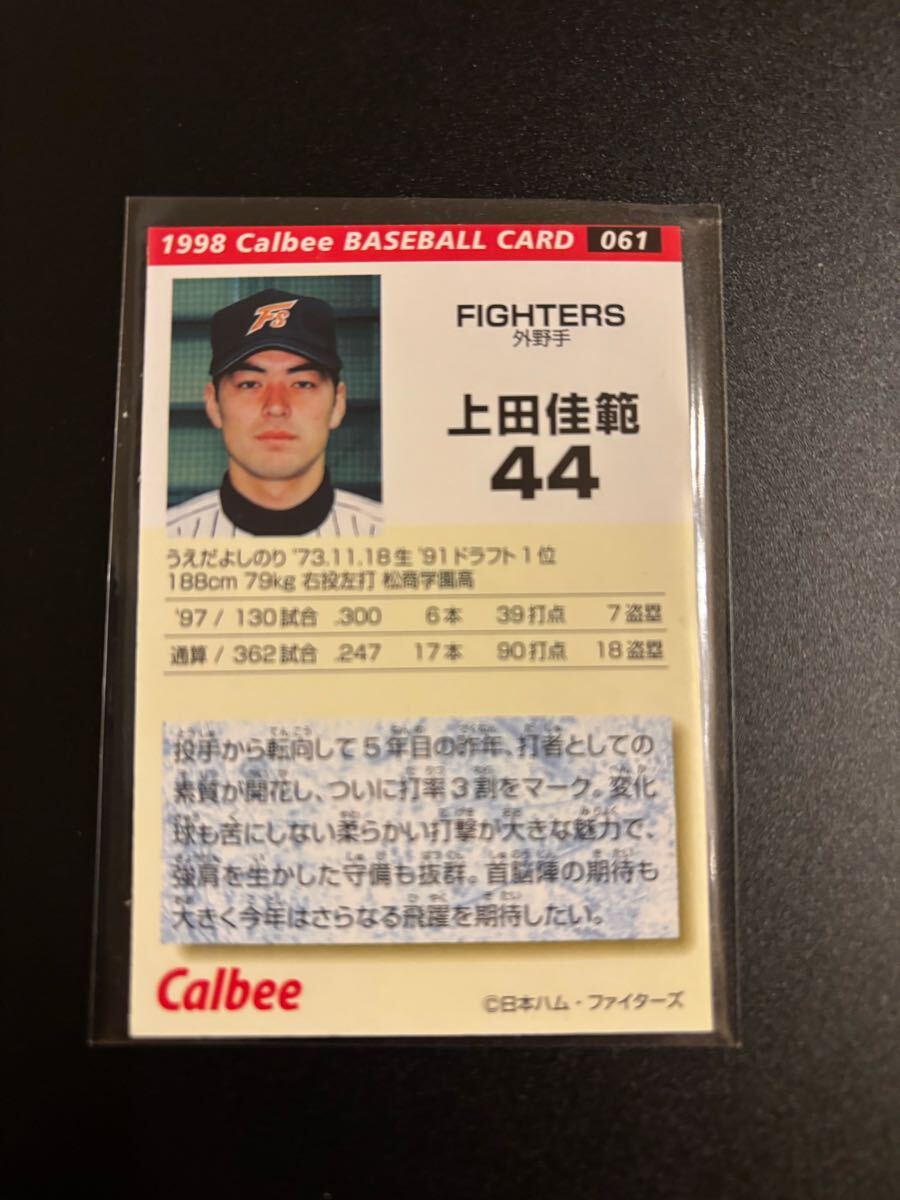 1998 Calbee BASEBALL CARD 061
FS
FIGHTERS
外野手
上田佳範
44
うえだよしのり '73.11.18生 '91ドラフト1位
188cm 79kg 右投左打 松商学園高
'97 / 130試合 .300 6本 39打点 7盗塁
通算 / 362試合 .247 17本 90打点 18盗塁
投手から転向して5年目の昨年、打者としての
素質が開花し、ついに打率3割をマーク。変化
球も苦にしない柔らかい打撃が大きな魅力で、
強肩を生かした守備も抜群。首脳陣の期待も
大きく今年はさらなる飛躍を期待したい。
Calbee
©日本ハム・ファイターズ